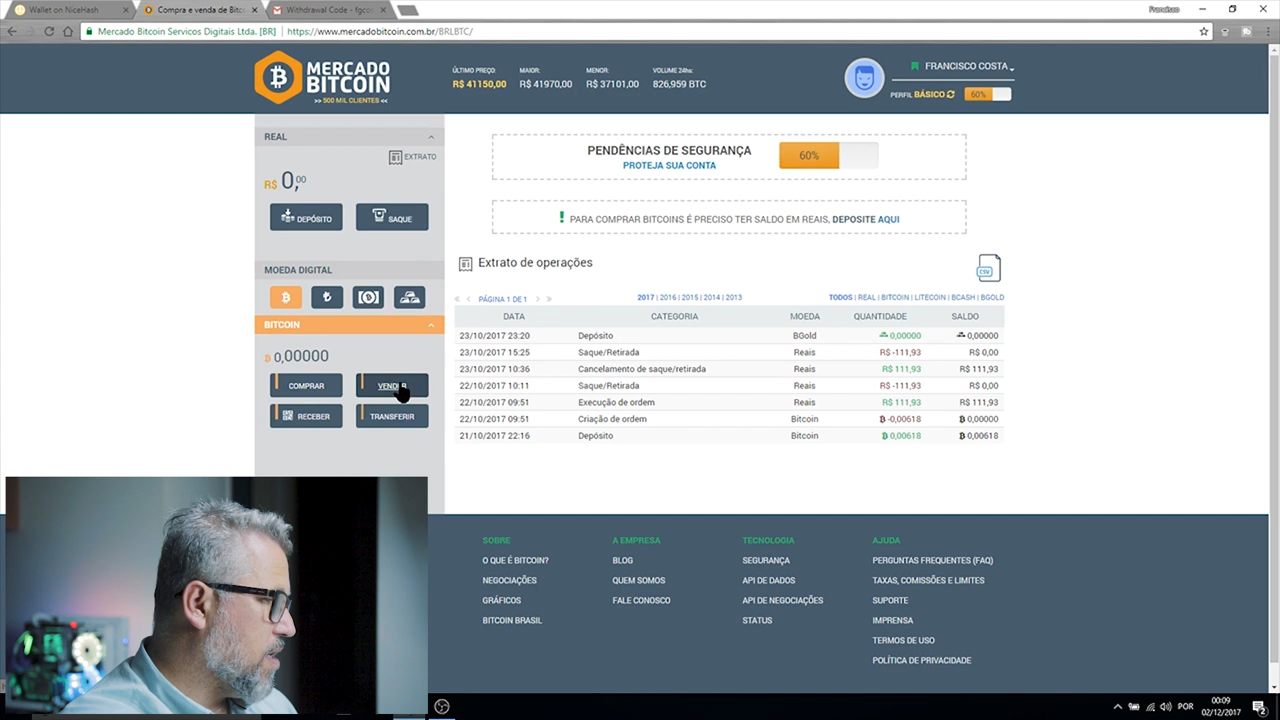 Wallet on NiceHash
Compra e venda de Bitc
Withdrawal Code - fgco
Francisco
Mercado Bitcoin Servicos Digitais Ltda. [BR] https://www.mercadobitcoin.com.br/BRLBTC/
MERCADO BITCOIN
>> 500 MIL CLIENTES <<
ÚLTIMO PREÇO: MAIOR: MENOR: VOLUME 24hs:
R$ 41150,00 R$ 41970,00 R$ 37101,00 826,959 BTC
FRANCISCO COSTA
PERFIL BÁSICO 60%
REAL
EXTRATO
R$ 0,00
DEPÓSITO SAQUE
MOEDA DIGITAL
BITCOIN
0,00000
COMPRAR VENDER
RECEBER TRANSFERIR
PENDÊNCIAS DE SEGURANÇA
PROTEJA SUA CONTA
60%
! PARA COMPRAR BITCOINS É PRECISO TER SALDO EM REAIS. DEPOSITE AQUI
Extrato de operações
CSV
« ‹ PÁGINA 1 DE 1 › » 2017 | 2016 | 2015 | 2014 | 2013 TODOS | REAL | BITCOIN | LITECOIN | BCASH | BGOLD
DATA CATEGORIA MOEDA QUANTIDADE SALDO
23/10/2017 23:20 Depósito BGold 0,00000 0,00000
23/10/2017 15:25 Saque/Retirada Reais R$ -111,93 R$ 0,00
23/10/2017 10:36 Cancelamento de saque/retirada Reais R$ 111,93 R$ 111,93
22/10/2017 10:11 Saque/Retirada Reais R$ -111,93 R$ 0,00
22/10/2017 09:51 Execução de ordem Reais R$ 111,93 R$ 111,93
22/10/2017 09:51 Criação de ordem Bitcoin -0,00618 0,00000
21/10/2017 22:16 Depósito Bitcoin 0,00618 0,00618
SOBRE
O QUE É BITCOIN?
NEGOCIAÇÕES
GRÁFICOS
BITCOIN BRASIL
A EMPRESA
BLOG
QUEM SOMOS
FALE CONOSCO
TECNOLOGIA
SEGURANÇA
API DE DADOS
API DE NEGOCIAÇÕES
STATUS
AJUDA
PERGUNTAS FREQUENTES (FAQ)
TAXAS, COMISSÕES E LIMITES
SUPORTE
IMPRENSA
TERMOS DE USO
POLÍTICA DE PRIVACIDADE
POR
00:09
02/12/2017
2